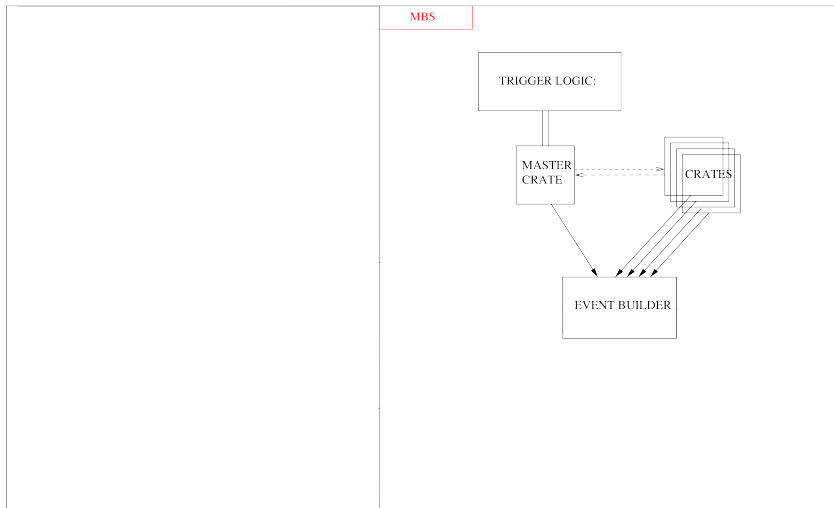 MBS
TRIGGER LOGIC:
MASTER
CRATE
CRATES
EVENT BUILDER